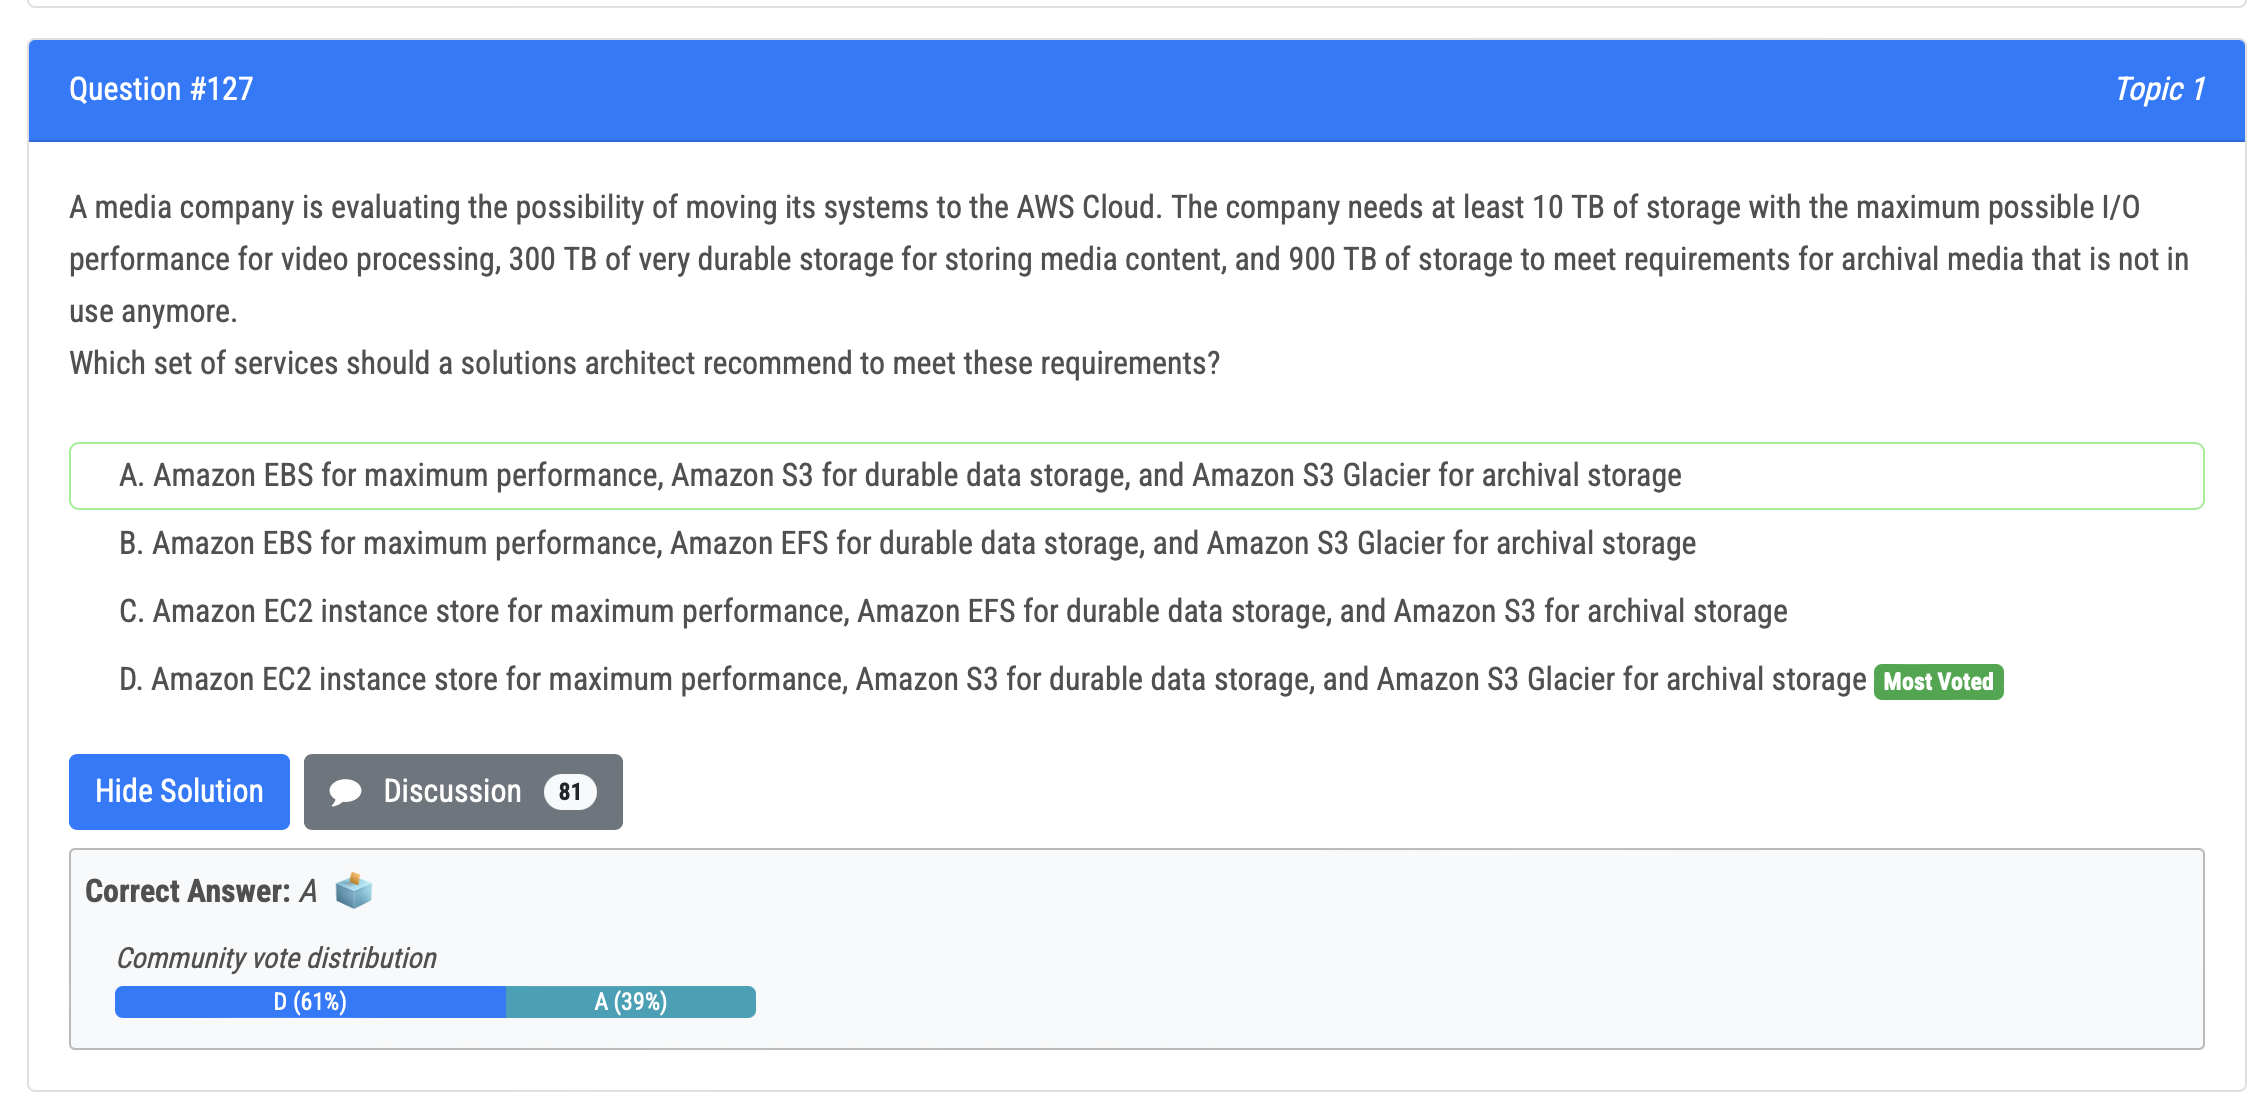 Question #127
Topic 1
A media company is evaluating the possibility of moving its systems to the AWS Cloud. The company needs at least 10 TB of storage with the maximum possible I/O
performance for video processing, 300 TB of very durable storage for storing media content, and 900 TB of storage to meet requirements for archival media that is not in
use anymore.
Which set of services should a solutions architect recommend to meet these requirements?
A. Amazon EBS for maximum performance, Amazon S3 for durable data storage, and Amazon S3 Glacier for archival storage
B. Amazon EBS for maximum performance, Amazon EFS for durable data storage, and Amazon S3 Glacier for archival storage
C. Amazon EC2 instance store for maximum performance, Amazon EFS for durable data storage, and Amazon S3 for archival storage
D. Amazon EC2 instance store for maximum performance, Amazon S3 for durable data storage, and Amazon S3 Glacier for archival storage Most Voted
Hide Solution
Discussion 81
Correct Answer: A
Community vote distribution
D (61%) A (39%)